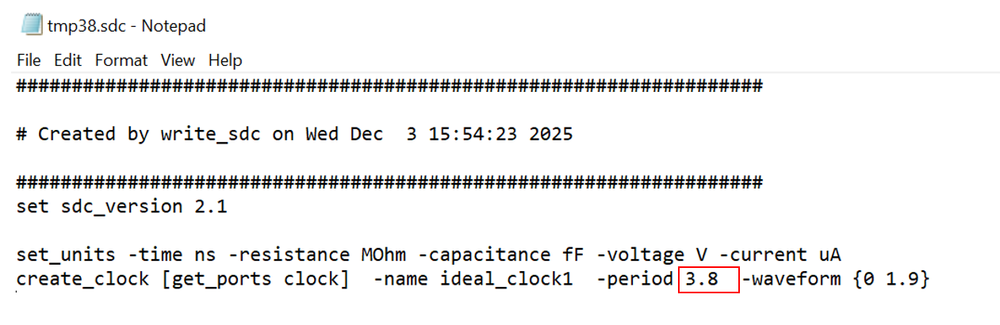 tmp38.sdc - Notepad
File Edit Format View Help
###################################################################
# Created by write_sdc on Wed Dec  3 15:54:23 2025
###################################################################
set sdc_version 2.1
set_units -time ns -resistance MOhm -capacitance fF -voltage V -current uA
create_clock [get_ports clock]  -name ideal_clock1  -period 3.8  -waveform {0 1.9}